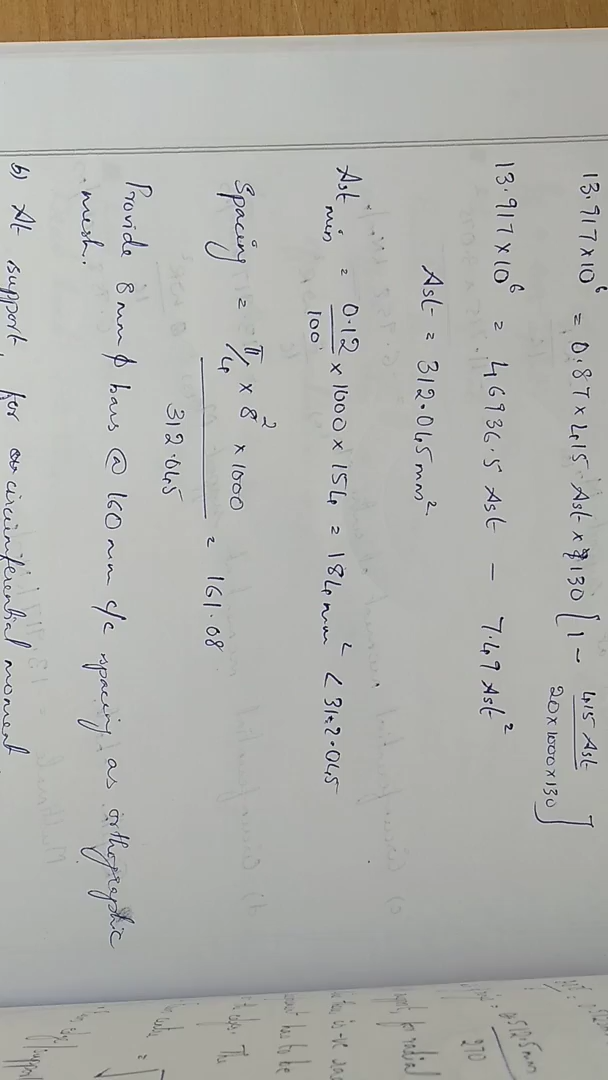 13.917×10⁶ = 0.87×415 Ast × 130 [1 − 415 Ast / 20×1000×130]
13.917×10⁶ = 46936.5 Ast − 7.49 Ast²
Ast = 312.045 mm²
Ast min = 0.12/100 × 1000 × 154 = 184 mm² < 312.045
Spacing = π/4 × 8² × 1000 / 312.045 = 161.08
Provide 8 mm ϕ bars @ 160 mm c/c spacing as orthographic
mesh.
b) At support, for circumferential moment
270